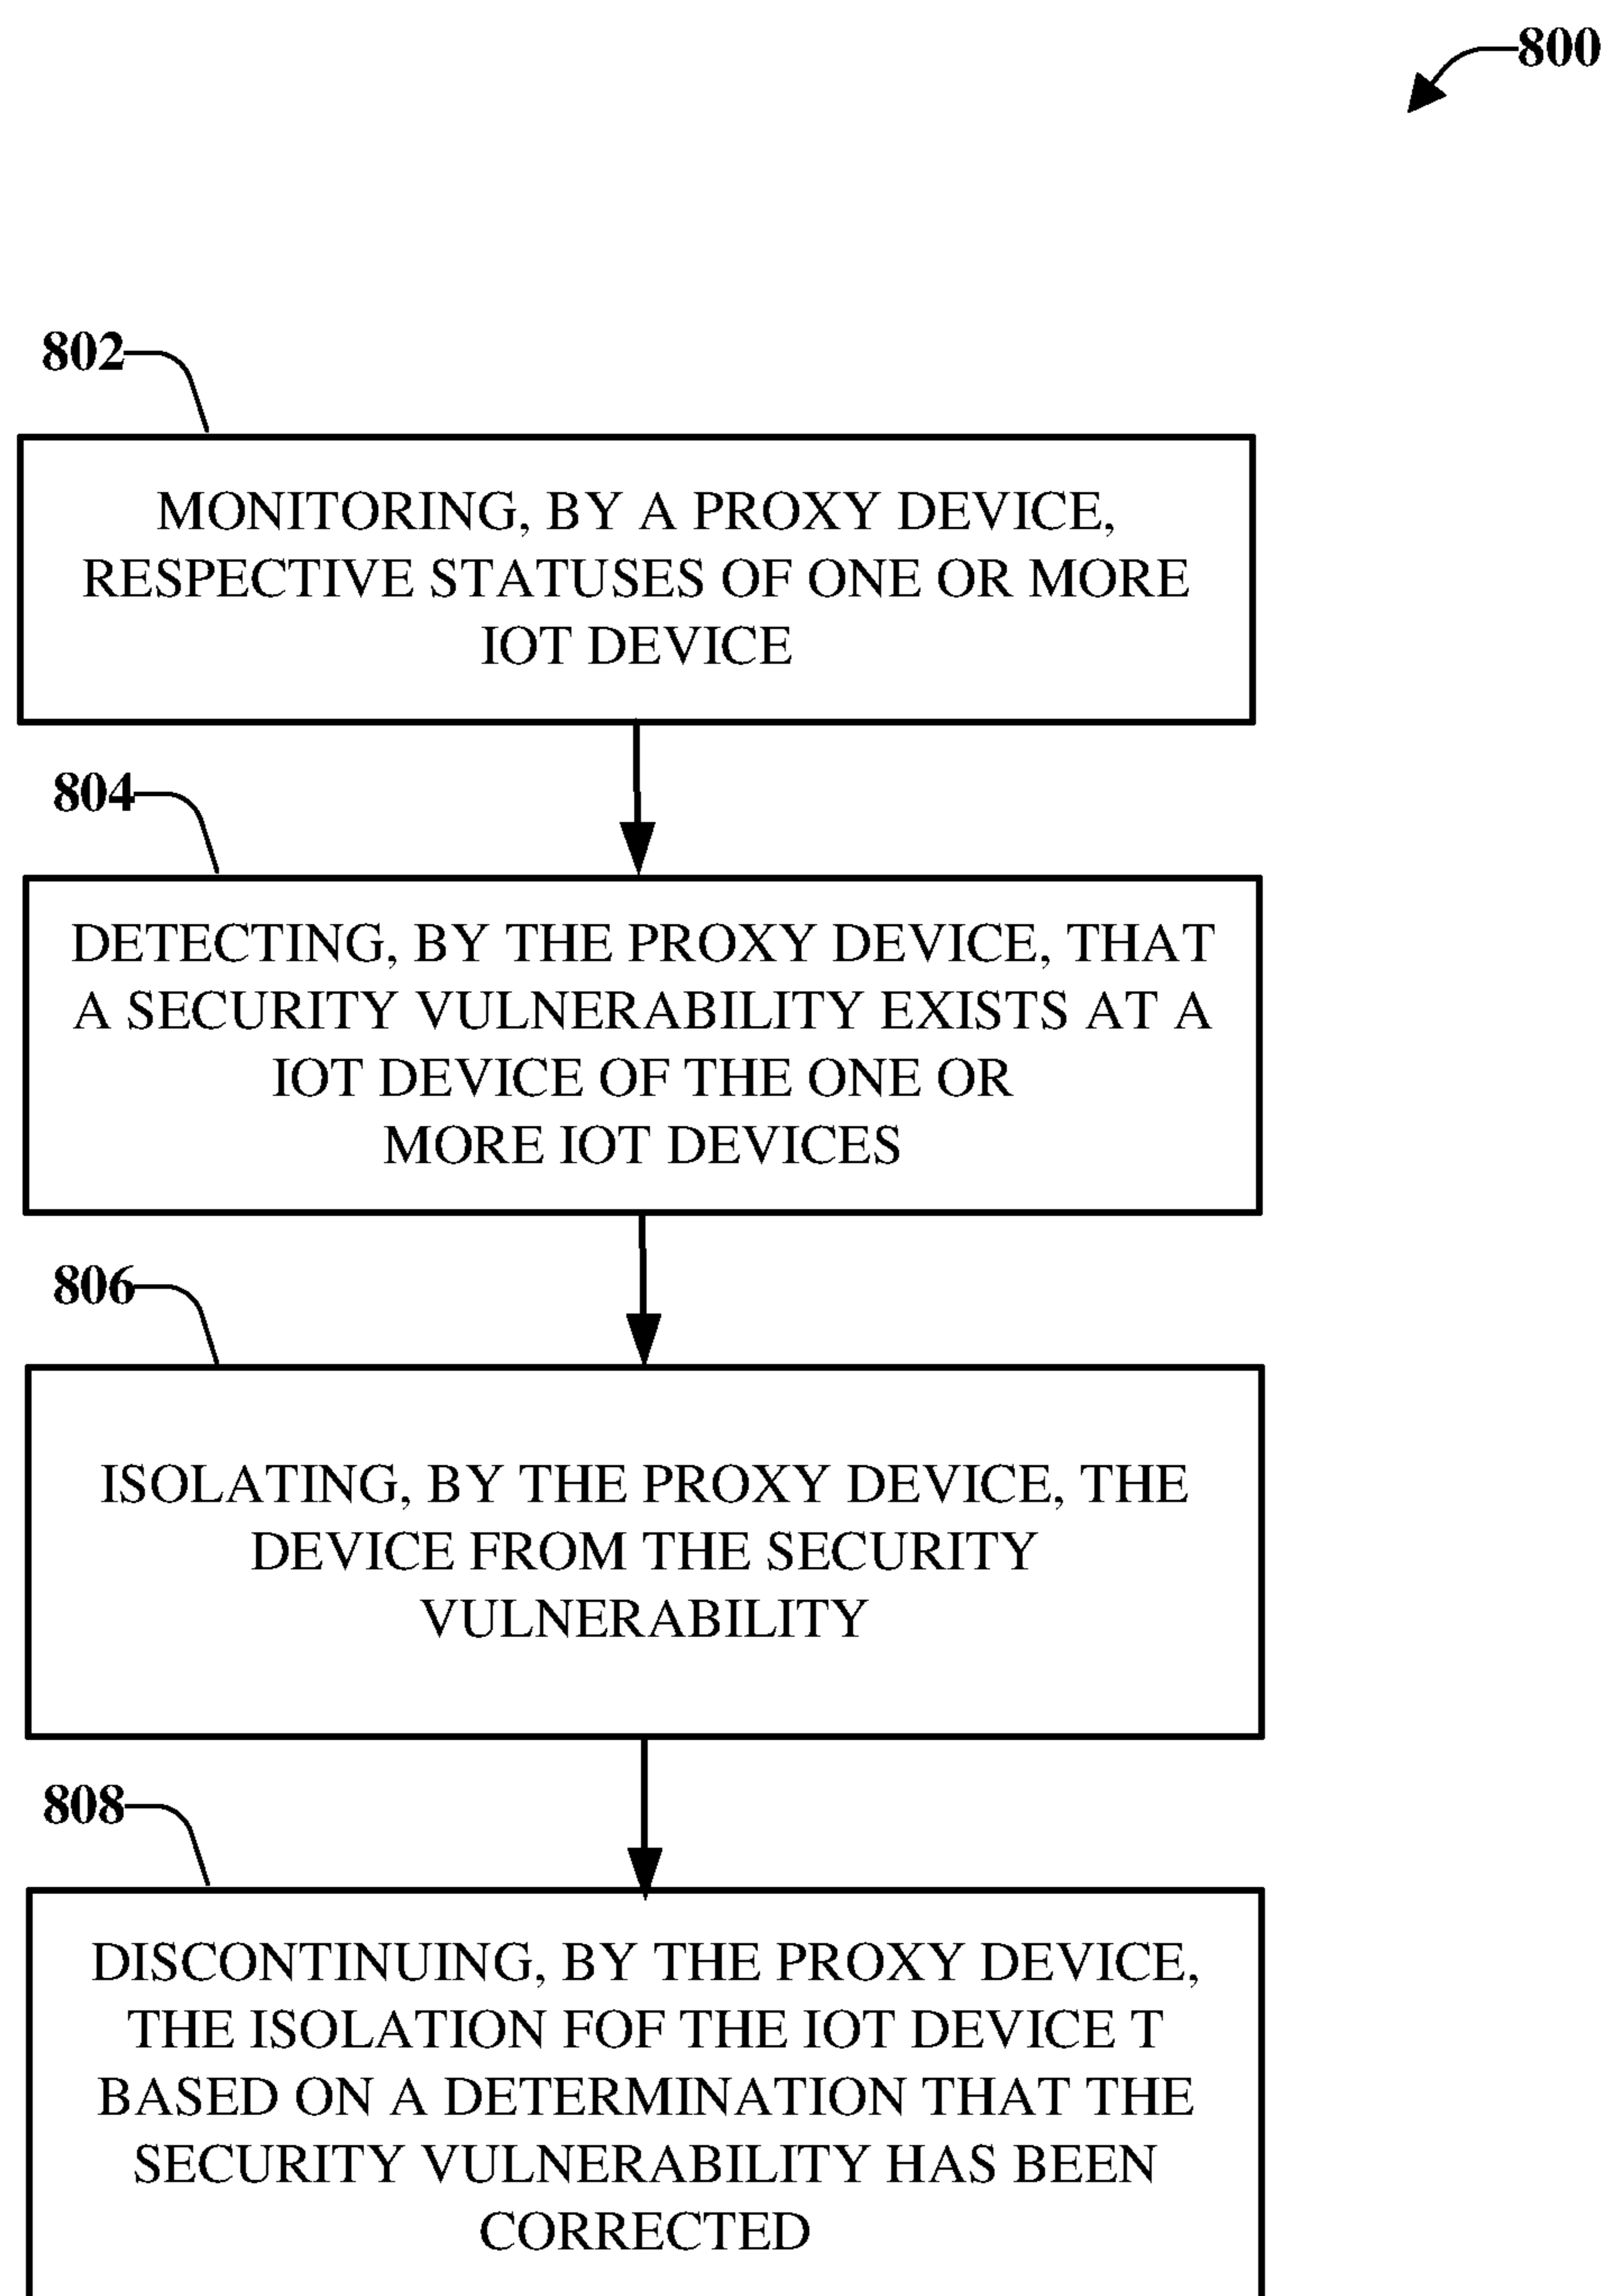 800
802
MONITORING, BY A PROXY DEVICE,
RESPECTIVE STATUSES OF ONE OR MORE
IOT DEVICE
804
DETECTING, BY THE PROXY DEVICE, THAT
A SECURITY VULNERABILITY EXISTS AT A
IOT DEVICE OF THE ONE OR
MORE IOT DEVICES
806
ISOLATING, BY THE PROXY DEVICE, THE
DEVICE FROM THE SECURITY
VULNERABILITY
808
DISCONTINUING, BY THE PROXY DEVICE,
THE ISOLATION FOF THE IOT DEVICE T
BASED ON A DETERMINATION THAT THE
SECURITY VULNERABILITY HAS BEEN
CORRECTED